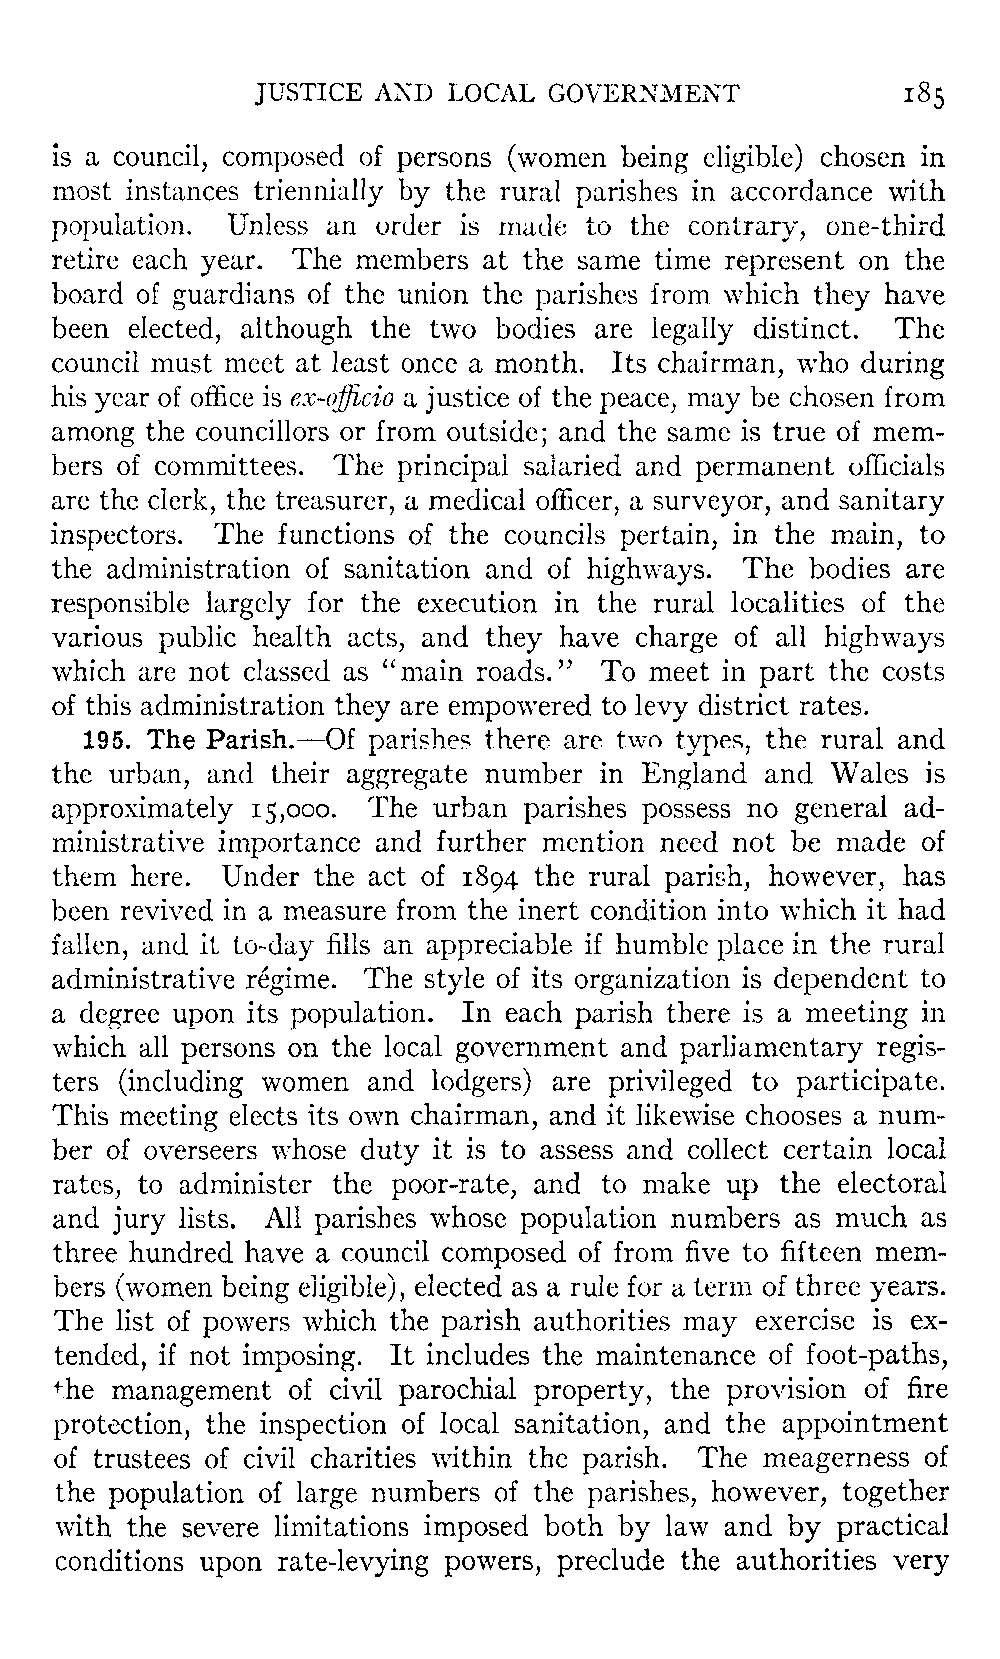 JUSTICE AND LOCAL GOVERNMENT 185
is a council, composed of persons (women being eligible) chosen in
most instances triennially by the rural parishes in accordance with
population. Unless an order is made to the contrary, one-third
retire each year. The members at the same time represent on the
board of guardians of the union the parishes from which they have
been elected, although the two bodies are legally distinct. The
council must meet at least once a month. Its chairman, who during
his year of office is ex-officio a justice of the peace, may be chosen from
among the councillors or from outside; and the same is true of mem-
bers of committees. The principal salaried and permanent officials
are the clerk, the treasurer, a medical officer, a surveyor, and sanitary
inspectors. The functions of the councils pertain, in the main, to
the administration of sanitation and of highways. The bodies are
responsible largely for the execution in the rural localities of the
various public health acts, and they have charge of all highways
which are not classed as “main roads.” To meet in part the costs
of this administration they are empowered to levy district rates.
195. The Parish.—Of parishes there are two types, the rural and
the urban, and their aggregate number in England and Wales is
approximately 15,000. The urban parishes possess no general ad-
ministrative importance and further mention need not be made of
them here. Under the act of 1894 the rural parish, however, has
been revived in a measure from the inert condition into which it had
fallen, and it to-day fills an appreciable if humble place in the rural
administrative régime. The style of its organization is dependent to
a degree upon its population. In each parish there is a meeting in
which all persons on the local government and parliamentary regis-
ters (including women and lodgers) are privileged to participate.
This meeting elects its own chairman, and it likewise chooses a num-
ber of overseers whose duty it is to assess and collect certain local
rates, to administer the poor-rate, and to make up the electoral
and jury lists. All parishes whose population numbers as much as
three hundred have a council composed of from five to fifteen mem-
bers (women being eligible), elected as a rule for a term of three years.
The list of powers which the parish authorities may exercise is ex-
tended, if not imposing. It includes the maintenance of foot-paths,
the management of civil parochial property, the provision of fire
protection, the inspection of local sanitation, and the appointment
of trustees of civil charities within the parish. The meagerness of
the population of large numbers of the parishes, however, together
with the severe limitations imposed both by law and by practical
conditions upon rate-levying powers, preclude the authorities very